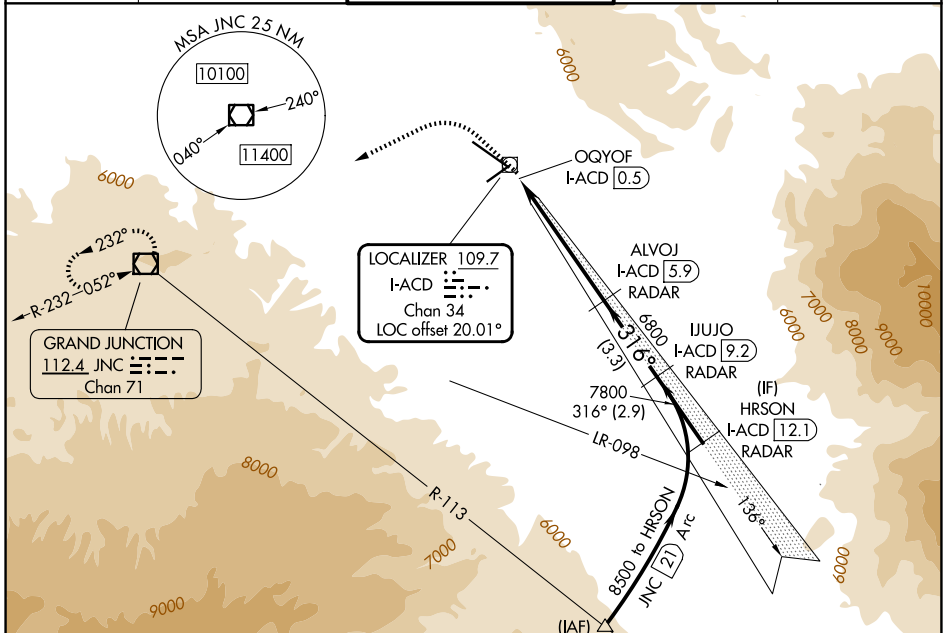 MSA JNC 25 NM
10100
240°
040°
11400
6000
6000
OQYOF
I-ACD 0.5
232°
R-232
052°
LOCALIZER 109.7
I-ACD
Chan 34
LOC offset 20.01°
ALVOJ
I-ACD 5.9
RADAR
6800
316°
(3.3)
IJUJO
I-ACD 9.2
RADAR
6000
7000
8000
9000
10000
GRAND JUNCTION
112.4 JNC
Chan 71
7800
316° (2.9)
(IF)
HRSON
I-ACD 12.1
RADAR
LR-098
136°
8000
R-113
8500 to HRSON
JNC 21 Arc
6000
7000
6000
9000
(IAF)